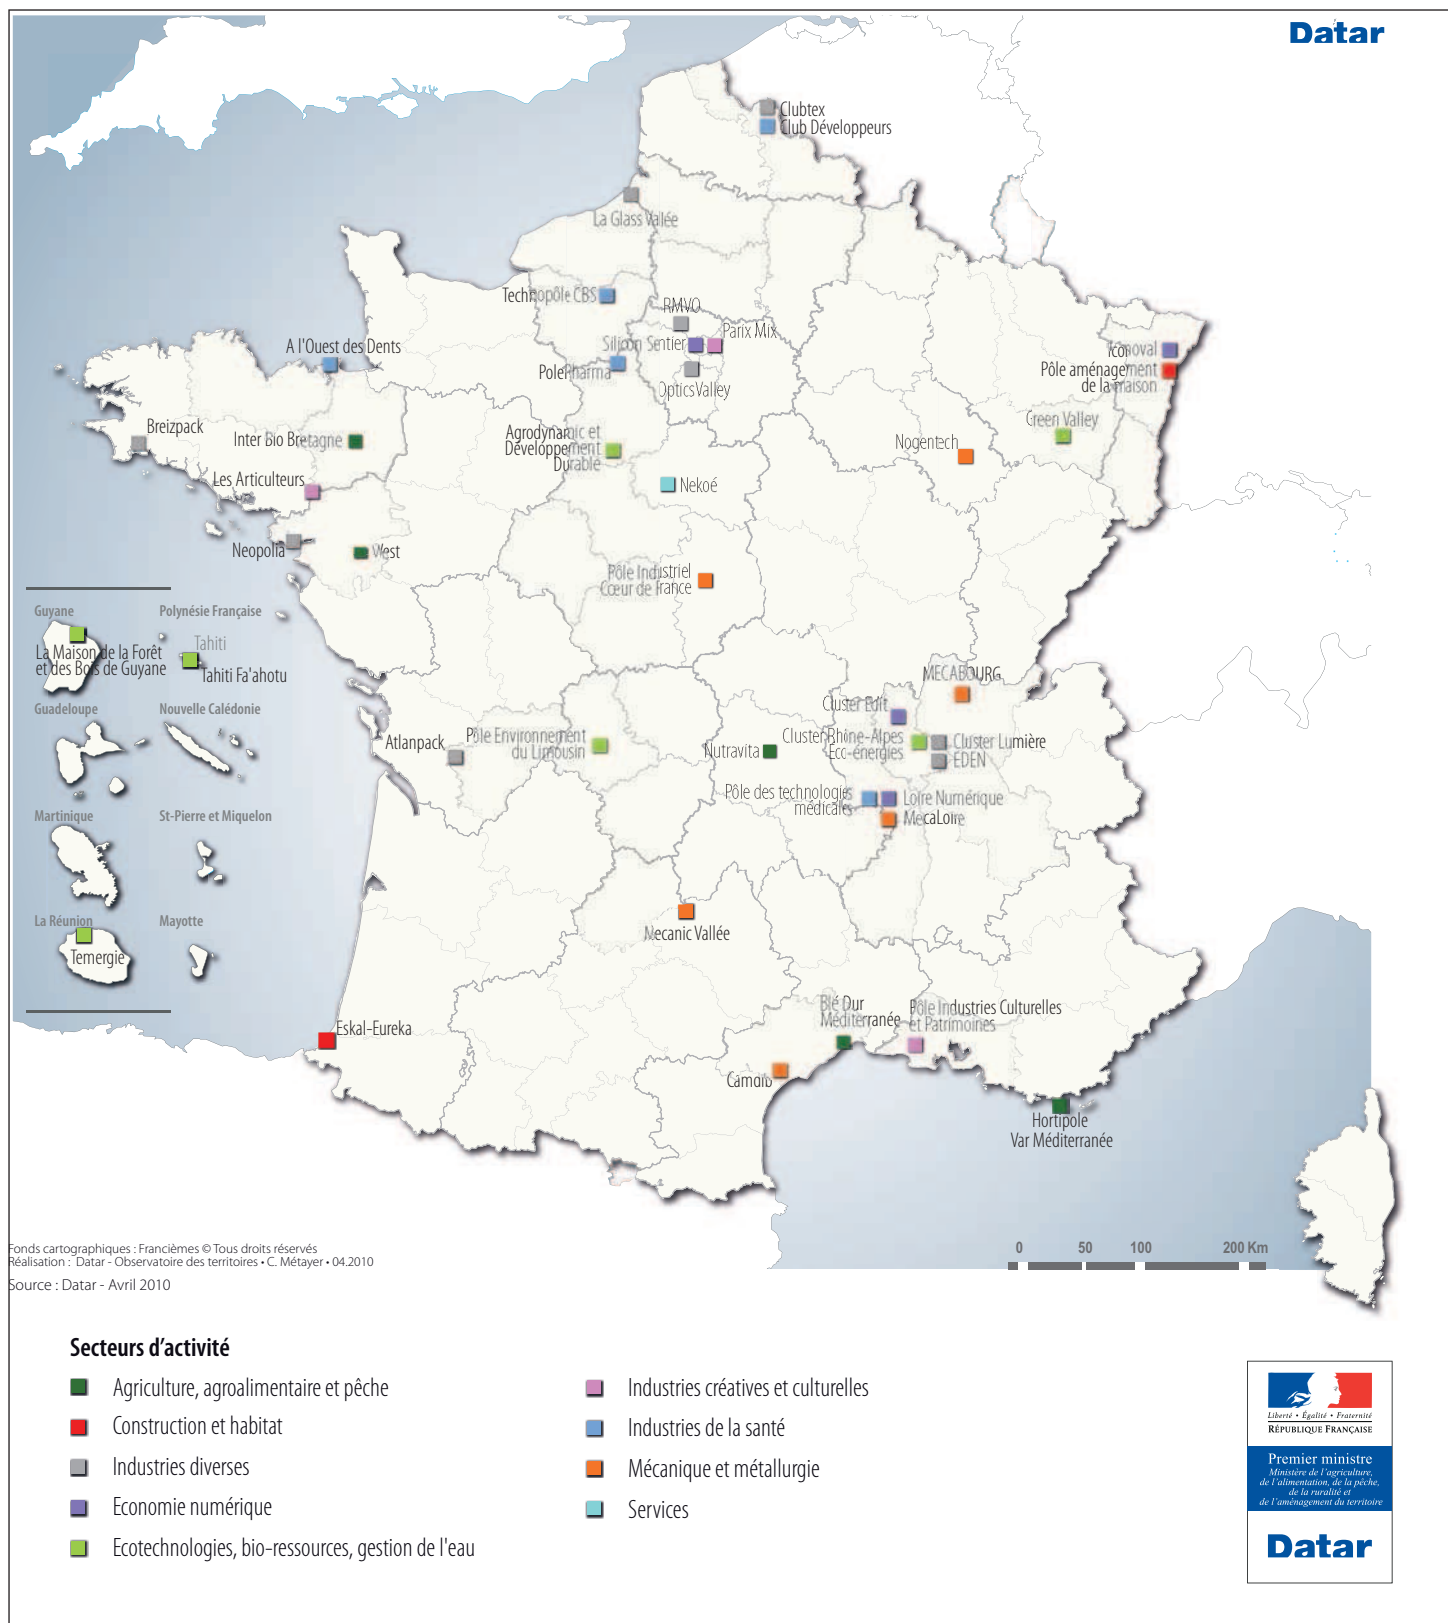 Datar
Clubtex
Club Développeurs
La Glass Vallée
Technopôle CBS
RMVO
Parix Mix
Silicon Sentier
A l'Ouest des Dents
PolePharma
OpticsValley
Pôle aménagement
de la maison
Green Valley
Breizpack
Inter Bio Bretagne
Agrodynamic et
Développement
Durable
Nogentech
Les Articulteurs
Nekoé
Neopolia
West
Pôle Industriel
Cœur de France
Guyane
Polynésie Française
Tahiti
La Maison de la Forêt
et des Bois de Guyane
Tahiti Fa'ahotu
MECABOURG
Guadeloupe
Nouvelle Calédonie
Cluster Edit
Atlanpack
Pôle Environnement
du Limousin
Nutravita
Cluster Rhône-Alpes
Eco-énergies
Cluster Lumière
EDEN
Pôle des technologies
médicales
Loire Numérique
MécaLoire
Martinique
St-Pierre et Miquelon
La Réunion
Mayotte
Temergie
Mecanic Vallée
Eskal-Eureka
Blé Dur
Méditerranée
Pôle Industries Culturelles
et Patrimoines
Camdib
Hortipole
Var Méditerranée
Fonds cartographiques : Francièmes © Tous droits réservés
Réalisation : Datar - Observatoire des territoires • C. Métayer • 04.2010
Source : Datar - Avril 2010
0 50 100 200 Km
Secteurs d'activité
Agriculture, agroalimentaire et pêche
Construction et habitat
Industries diverses
Economie numérique
Ecotechnologies, bio-ressources, gestion de l'eau
Industries créatives et culturelles
Industries de la santé
Mécanique et métallurgie
Services
Liberté • Égalité • Fraternité
RÉPUBLIQUE FRANÇAISE
Premier ministre
Ministère de l'agriculture,
de l'alimentation, de la pêche,
de la ruralité et
de l'aménagement du territoire
Datar